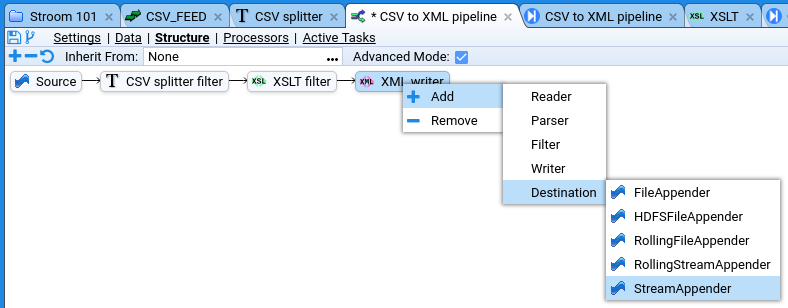 Stroom 101 × CSV_FEED × T CSV splitter × * CSV to XML pipeline × CSV to XML pipeline × XSL XSLT ×
Settings | Data | Structure | Processors | Active Tasks
Inherit From: None ... Advanced Mode:
Source T CSV splitter filter XSL XSLT filter XML XML writer
Add
Remove
Reader
Parser
Filter
Writer
Destination
FileAppender
HDFSFileAppender
RollingFileAppender
RollingStreamAppender
StreamAppender